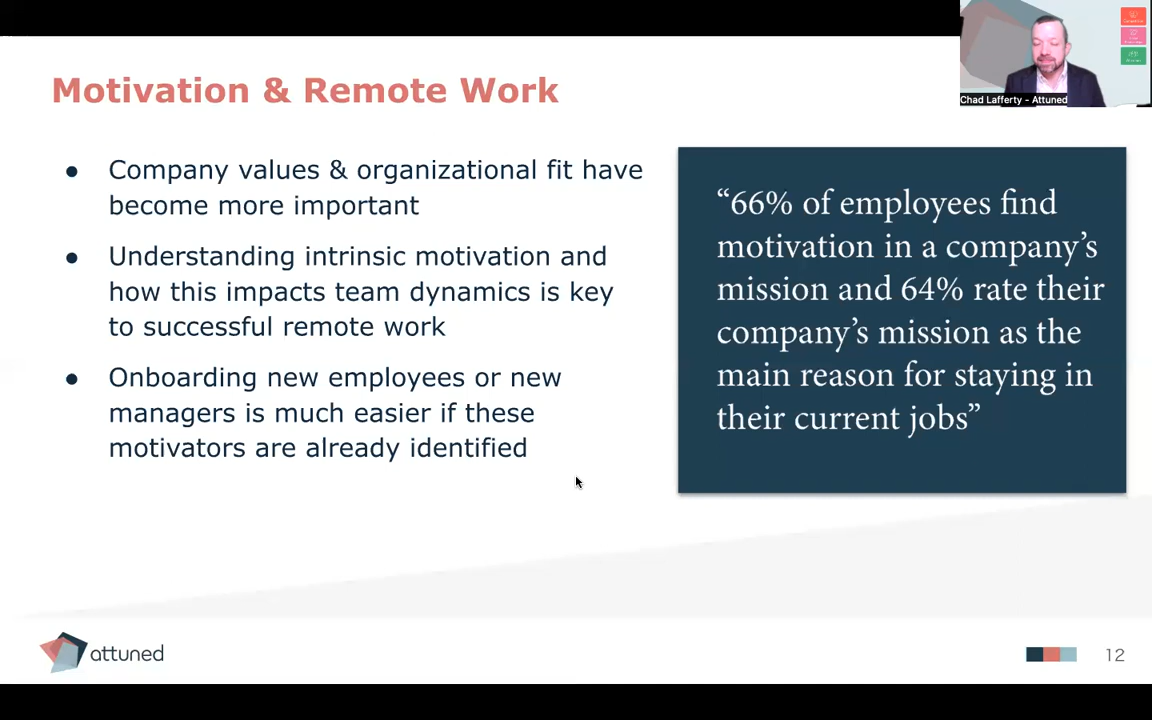 Motivation & Remote Work
Chad Lafferty - Attuned
● Company values & organizational fit have
become more important
● Understanding intrinsic motivation and
how this impacts team dynamics is key
to successful remote work
● Onboarding new employees or new
managers is much easier if these
motivators are already identified
“66% of employees find
motivation in a company’s
mission and 64% rate their
company’s mission as the
main reason for staying in
their current jobs”
attuned
12